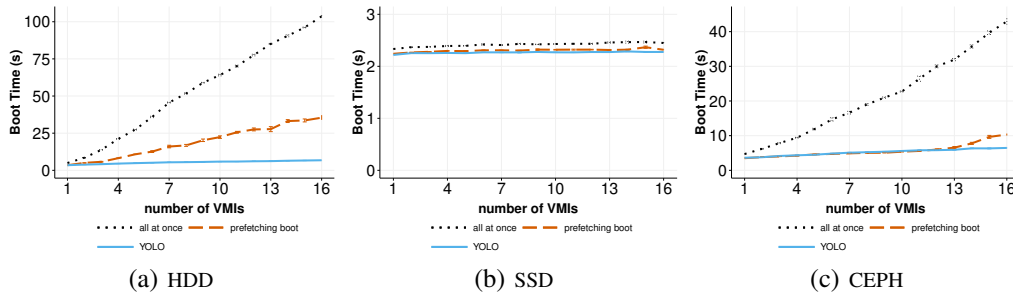 100
75
50
25
0
Boot Time (s)
1 4 7 10 13 16
number of VMIs
all at once prefetching boot
YOLO
(a) HDD
3
2
1
0
Boot Time (s)
1 4 7 10 13 16
number of VMIs
all at once prefetching boot
YOLO
(b) SSD
40
30
20
10
0
Boot Time (s)
1 4 7 10 13 16
number of VMIs
all at once prefetching boot
YOLO
(c) CEPH